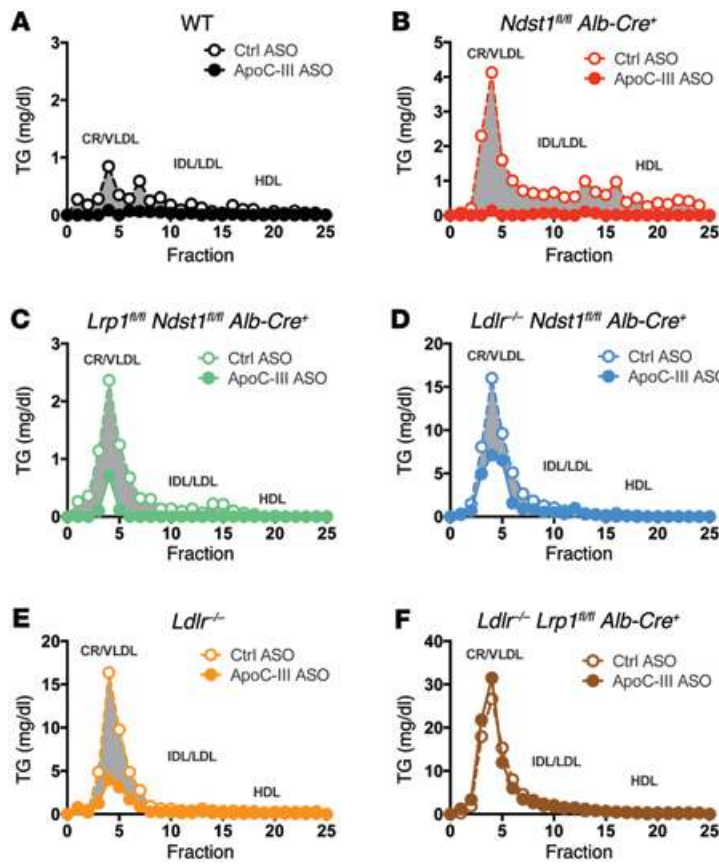 A WT
Ctrl ASO
ApoC-III ASO
CR/VLDL
IDL/LDL
HDL
TG (mg/dl)
3
2
1
0
0 5 10 15 20 25
Fraction
B Ndst1fl/fl Alb-Cre+
Ctrl ASO
ApoC-III ASO
CR/VLDL
IDL/LDL
HDL
TG (mg/dl)
5
4
3
2
1
0
0 5 10 15 20 25
Fraction
C Lrp1fl/fl Ndst1fl/fl Alb-Cre+
Ctrl ASO
ApoC-III ASO
CR/VLDL
IDL/LDL
HDL
TG (mg/dl)
3
2
1
0
0 5 10 15 20 25
Fraction
D Ldlr–/– Ndst1fl/fl Alb-Cre+
Ctrl ASO
ApoC-III ASO
CR/VLDL
IDL/LDL
HDL
TG (mg/dl)
20
15
10
5
0
0 5 10 15 20 25
Fraction
E Ldlr–/–
Ctrl ASO
ApoC-III ASO
CR/VLDL
IDL/LDL
HDL
TG (mg/dl)
20
15
10
5
0
0 5 10 15 20 25
Fraction
F Ldlr–/– Lrp1fl/fl Alb-Cre+
Ctrl ASO
ApoC-III ASO
CR/VLDL
IDL/LDL
HDL
TG (mg/dl)
40
30
20
10
0
0 5 10 15 20 25
Fraction